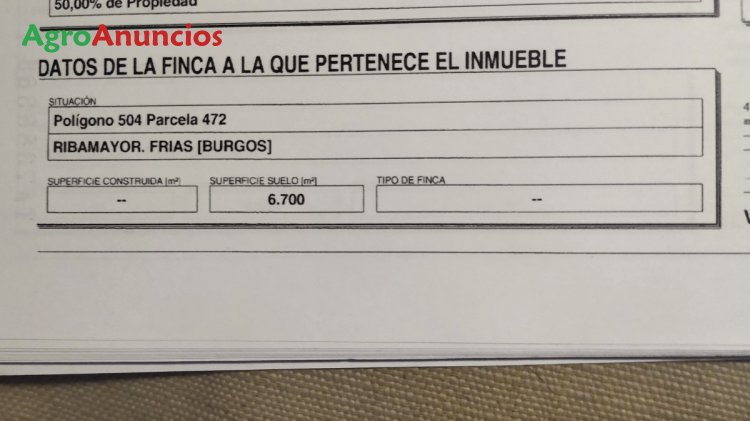 50,00% de Propiedad
AgroAnuncios
DATOS DE LA FINCA A LA QUE PERTENECE EL INMUEBLE
SITUACIÓN
Polígono 504 Parcela 472
RIBAMAYOR. FRIAS [BURGOS]
SUPERFICIE CONSTRUIDA [m²] SUPERFICIE SUELO [m²] TIPO DE FINCA
-- 6.700 --